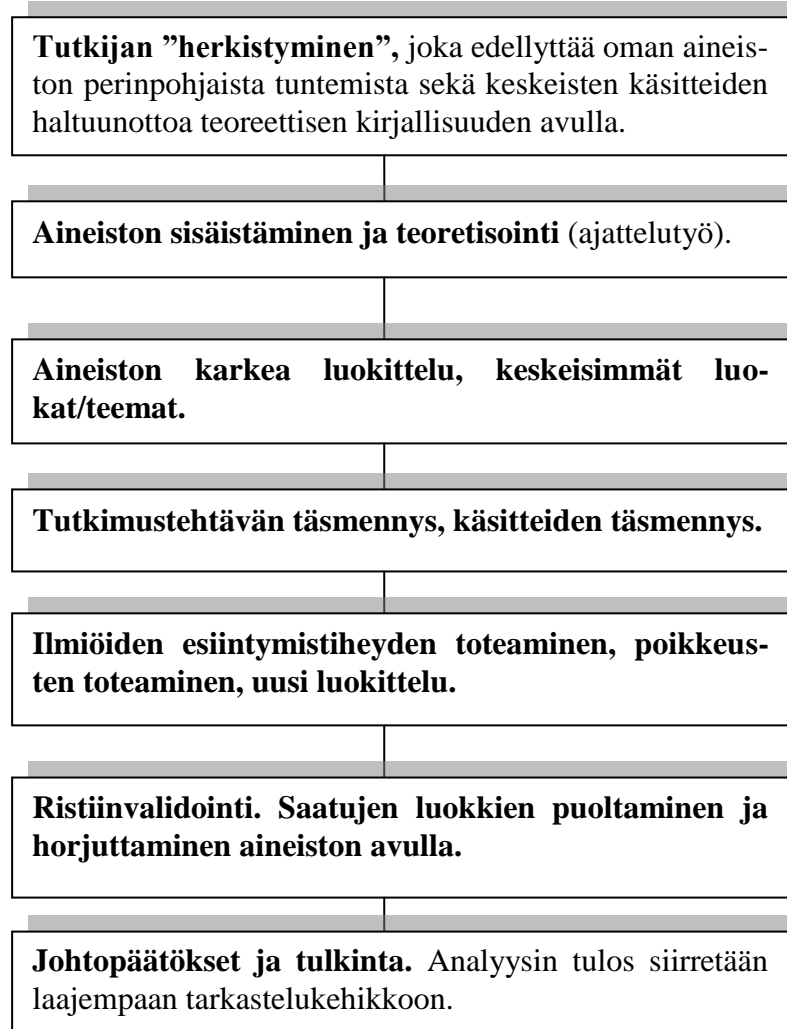 Tutkijan ”herkistyminen”, joka edellyttää oman aineis-
ton perinpohjaista tuntemista sekä keskeisten käsitteiden
haltuunottoa teoreettisen kirjallisuuden avulla.
Aineiston sisäistäminen ja teoretisointi (ajattelutyö).
Aineiston karkea luokittelu, keskeisimmät luo-
kat/teemat.
Tutkimustehtävän täsmennys, käsitteiden täsmennys.
Ilmiöiden esiintymistiheyden toteaminen, poikkeus-
ten toteaminen, uusi luokittelu.
Ristiinvalidointi. Saatujen luokkien puoltaminen ja
horjuttaminen aineiston avulla.
Johtopäätökset ja tulkinta. Analyysin tulos siirretään
laajempaan tarkastelukehikkoon.